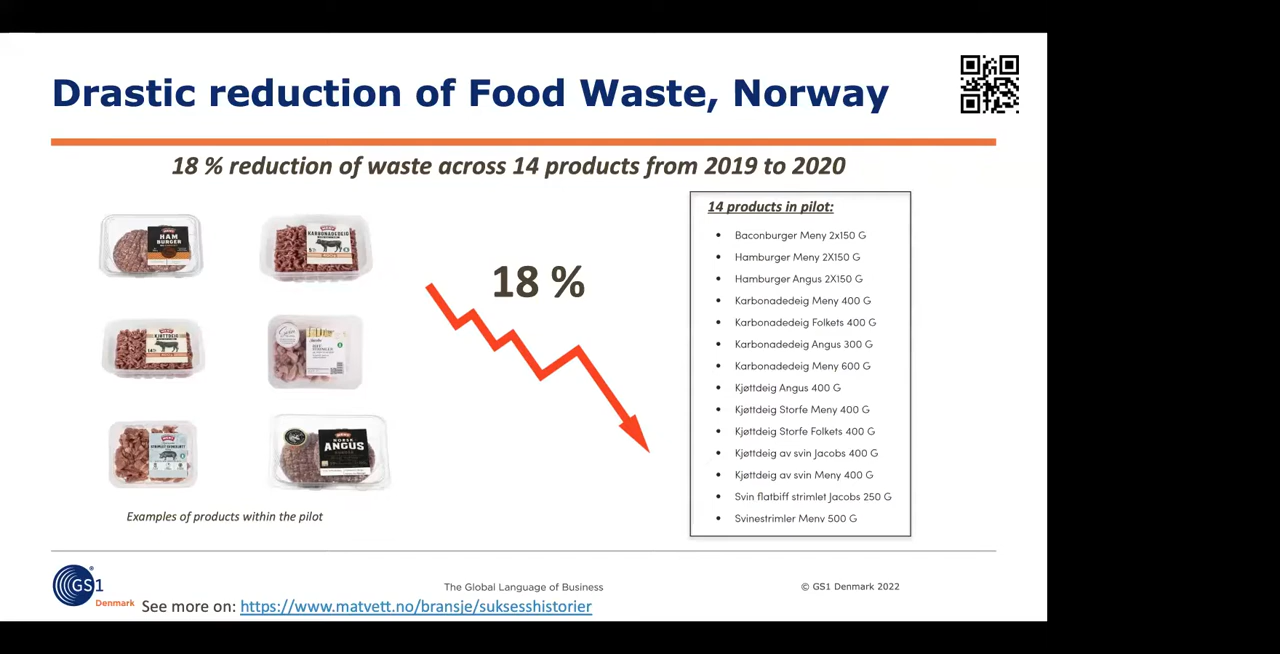 Drastic reduction of Food Waste, Norway
18 % reduction of waste across 14 products from 2019 to 2020
HAM
BURGER
KARBONADEDEIG
KJØTTDEIG
NORSK
ANGUS
Examples of products within the pilot
18 %
14 products in pilot:
• Baconburger Meny 2x150 G
• Hamburger Meny 2X150 G
• Hamburger Angus 2X150 G
• Karbonadedeig Meny 400 G
• Karbonadedeig Folkets 400 G
• Karbonadedeig Angus 300 G
• Karbonadedeig Meny 600 G
• Kjøttdeig Angus 400 G
• Kjøttdeig Storfe Meny 400 G
• Kjøttdeig Storfe Folkets 400 G
• Kjøttdeig av svin Jacobs 400 G
• Kjøttdeig av svin Meny 400 G
• Svin flatbiff strimlet Jacobs 250 G
• Svinestrimler Meny 500 G
GS1
Denmark
The Global Language of Business
© GS1 Denmark 2022
See more on: https://www.matvett.no/bransje/suksesshistorier